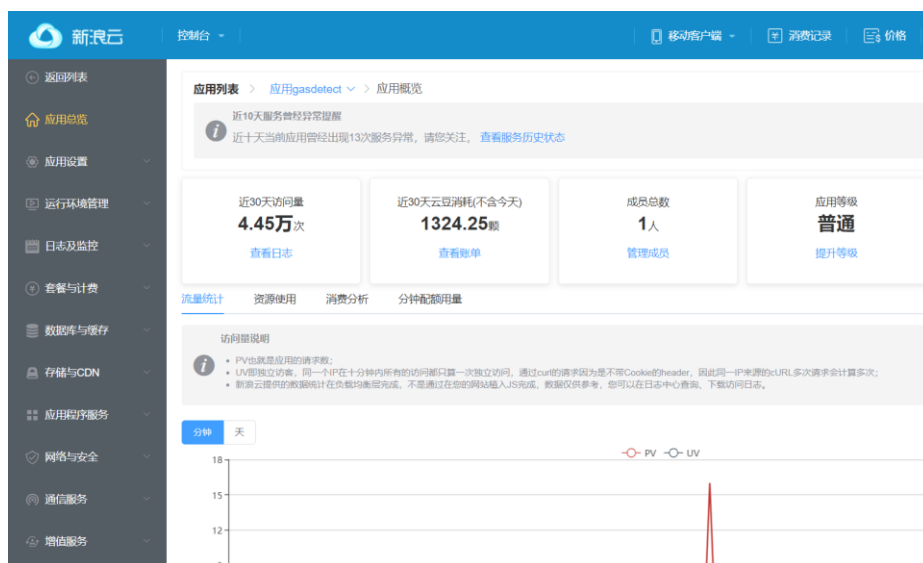 新浪云
控制台
移动客户端
消费记录
价格
返回列表
应用总览
应用设置
运行环境管理
日志及监控
套餐与计费
数据库与缓存
存储与CDN
应用程序服务
网络与安全
通信服务
增值服务
应用列表 > 应用gasdetect > 应用概览
近10天服务曾经异常提醒
近十天当前应用曾经出现13次服务异常，请您关注， 查看服务历史状态
近30天访问量
4.45万次
查看日志
近30天云豆消耗(不含今天)
1324.25颗
查看账单
成员总数
1人
管理成员
应用等级
普通
提升等级
流量统计 资源使用 消费分析 分钟配额用量
访问量说明
PV也就是应用的请求数；
UV即独立访客，同一个IP在十分钟内所有的访问都只算一次独立访问，通过curl的请求因为是不带Cookie的header，因此同一IP来源的cURL多次请求会计算多次；
新浪云提供的数据统计在负载均衡层完成，不是通过在您的网站植入JS完成，数据仅供参考，您可以在日志中心查询、下载访问日志。
分钟 天
PV UV
18
15
12